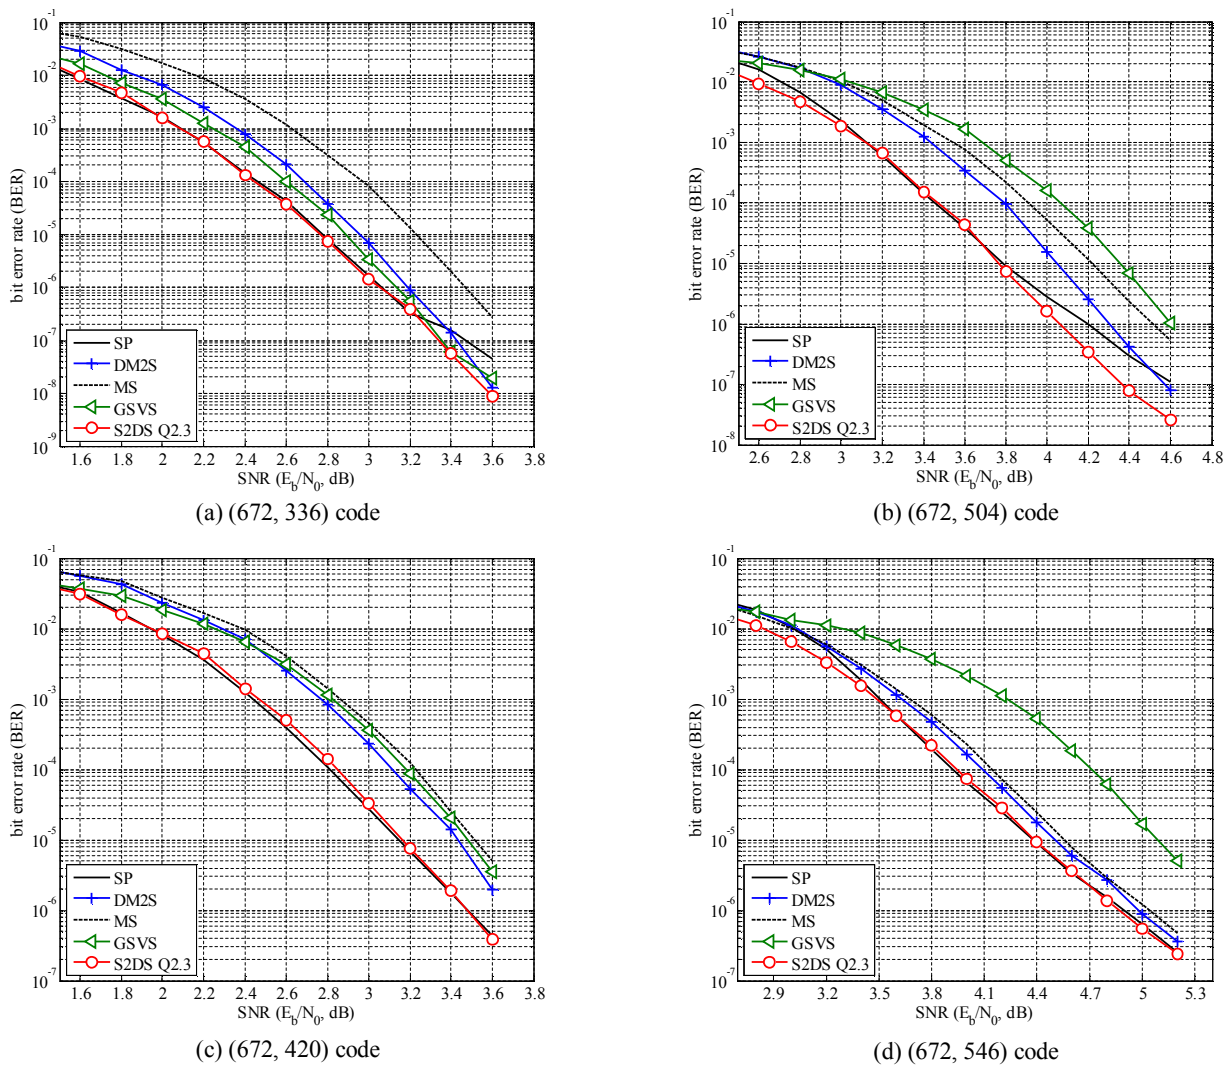 10^-1
10^-2
10^-3
10^-4
10^-5
10^-6
10^-7
10^-8
10^-9
bit error rate (BER)
SP
DM2S
MS
GSVS
S2DS Q2.3
1.6 1.8 2 2.2 2.4 2.6 2.8 3 3.2 3.4 3.6 3.8
SNR (E_b/N_0, dB)
(a) (672, 336) code
10^-1
10^-2
10^-3
10^-4
10^-5
10^-6
10^-7
10^-8
bit error rate (BER)
SP
DM2S
MS
GSVS
S2DS Q2.3
2.6 2.8 3 3.2 3.4 3.6 3.8 4 4.2 4.4 4.6 4.8
SNR (E_b/N_0, dB)
(b) (672, 504) code
10^-1
10^-2
10^-3
10^-4
10^-5
10^-6
10^-7
bit error rate (BER)
SP
DM2S
MS
GSVS
S2DS Q2.3
1.6 1.8 2 2.2 2.4 2.6 2.8 3 3.2 3.4 3.6 3.8
SNR (E_b/N_0, dB)
(c) (672, 420) code
10^-1
10^-2
10^-3
10^-4
10^-5
10^-6
10^-7
bit error rate (BER)
SP
DM2S
MS
GSVS
S2DS Q2.3
2.9 3.2 3.5 3.8 4.1 4.4 4.7 5 5.3
SNR (E_b/N_0, dB)
(d) (672, 546) code